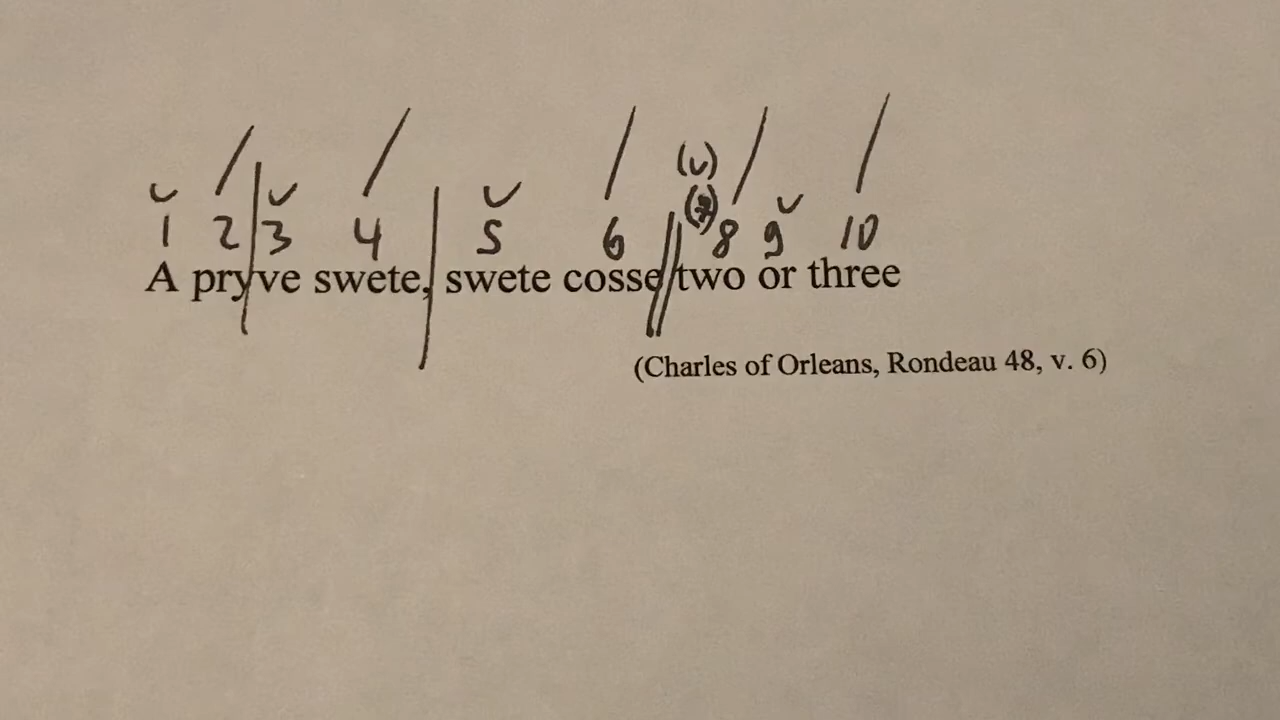 (7)
1 2 3 4 5 6 8 9 10
A pryve swete, swete cosse two or three
(Charles of Orleans, Rondeau 48, v. 6)